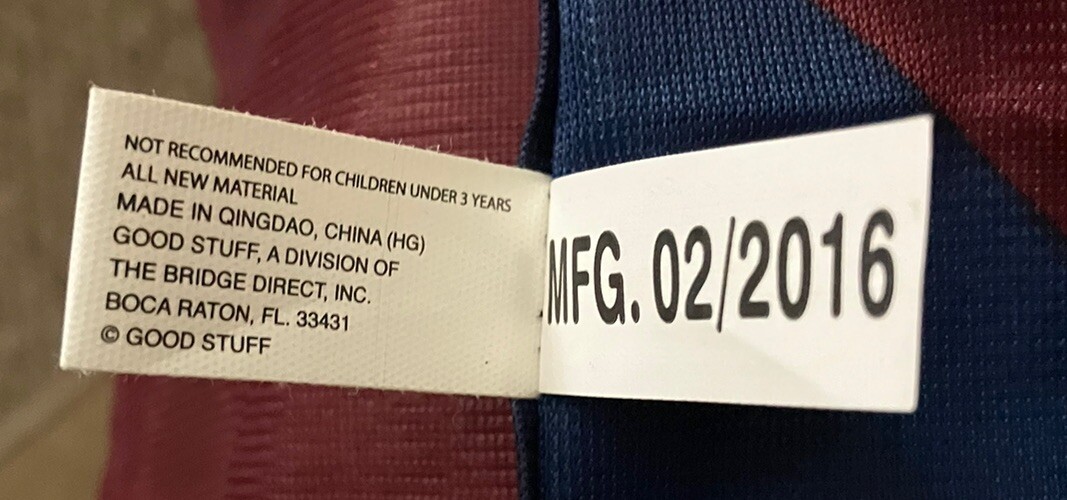 NOT RECOMMENDED FOR CHILDREN UNDER 3 YEARS
ALL NEW MATERIAL
MADE IN QINGDAO, CHINA (HG)
GOOD STUFF, A DIVISION OF
THE BRIDGE DIRECT, INC.
BOCA RATON, FL. 33431
© GOOD STUFF
MFG. 02/2016